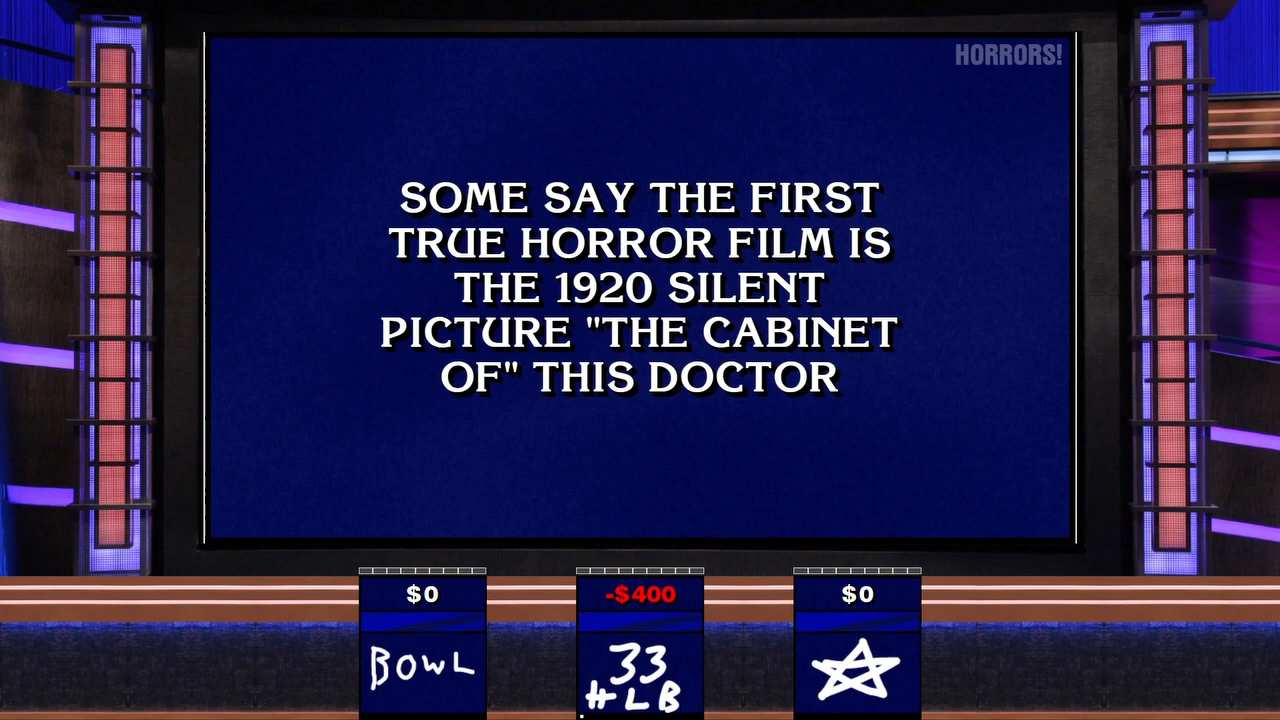 HORRORS!
SOME SAY THE FIRST
TRUE HORROR FILM IS
THE 1920 SILENT
PICTURE "THE CABINET
OF" THIS DOCTOR
$0
-$400
$0
BOWL
33
HLB